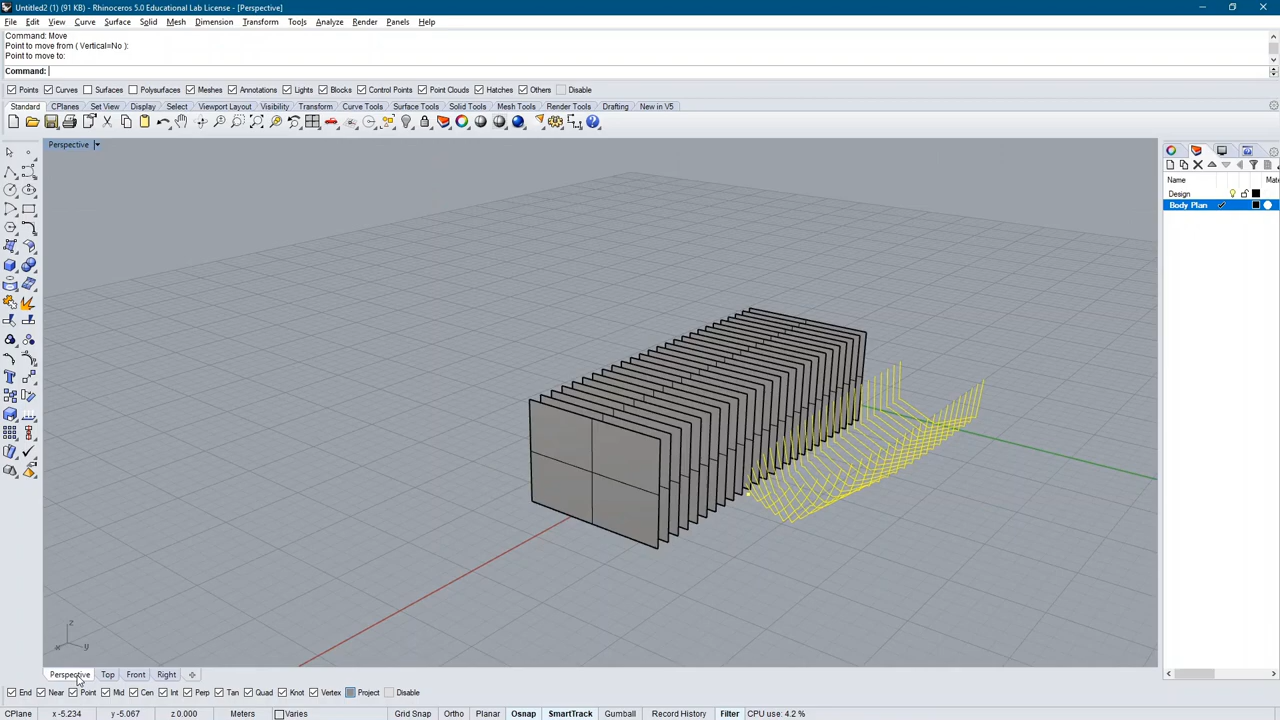 Untitled2 (1) (91 KB) - Rhinoceros 5.0 Educational Lab License - [Perspective]
File Edit View Curve Surface Solid Mesh Dimension Transform Tools Analyze Render Panels Help
Command: Move
Point to move from ( Vertical=No ):
Point to move to:
Command:
Points Curves Surfaces Polysurfaces Meshes Annotations Lights Blocks Control Points Point Clouds Hatches Others Disable
Standard CPlanes Set View Display Select Viewport Layout Visibility Transform Curve Tools Surface Tools Solid Tools Mesh Tools Render Tools Drafting New in V5
Perspective
Name Mate
Design
Body Plan
z
x y
Perspective Top Front Right
End Near Point Mid Cen Int Perp Tan Quad Knot Vertex Project Disable
CPlane x -5.234 y -5.067 z 0.000 Meters Varies Grid Snap Ortho Planar Osnap SmartTrack Gumball Record History Filter CPU use: 4.2 %